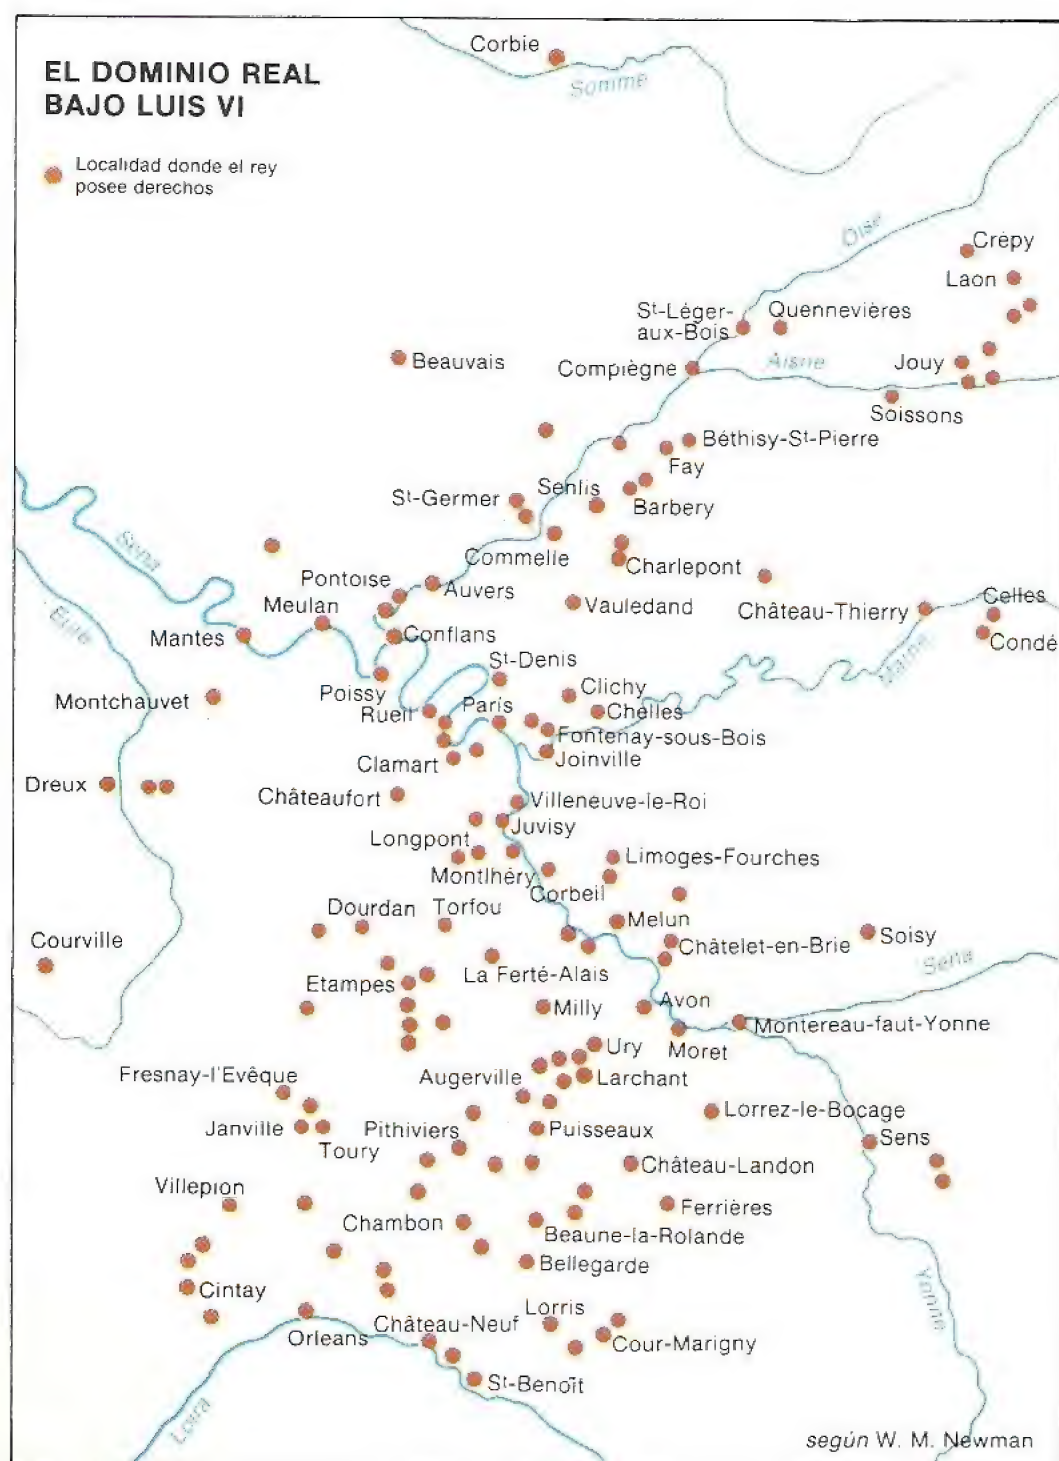 EL DOMINIO REAL
BAJO LUIS VI
Localidad donde el rey
posee derechos
Corbie
Somme
Oise
Crépy
Laon
St-Léger-
aux-Bois
Quennevières
Beauvais
Compiègne
Aisne
Jouy
Soissons
Béthisy-St-Pierre
Fay
St-Germer
Senlis
Barbery
Sena
Commelle
Charlepont
Pontoise
Auvers
Eure
Meulan
Vauledand
Château-Thierry
Celles
Mantes
Conflans
Marne
Condé
St-Denis
Montchauvet
Poissy
Clichy
Rueil
París
Chelles
Fontenay-sous-Bois
Clamart
Joinville
Dreux
Châteaufort
Villeneuve-le-Roi
Juvisy
Longpont
Limoges-Fourches
Montlhéry
Corbeil
Dourdan
Torfou
Melun
Soisy
Courville
Châtelet-en-Brie
Sena
Etampes
La Ferté-Alais
Milly
Avon
Montereau-faut-Yonne
Moret
Ury
Fresnay-l'Evêque
Augerville
Larchant
Lorrez-le-Bocage
Janville
Pithiviers
Puisseaux
Sens
Toury
Château-Landon
Villepion
Chambon
Ferrières
Beaune-la-Rolande
Bellegarde
Cintay
Yonne
Orleans
Château-Neuf
Lorris
Cour-Marigny
St-Benoît
Loira
según W. M. Newman